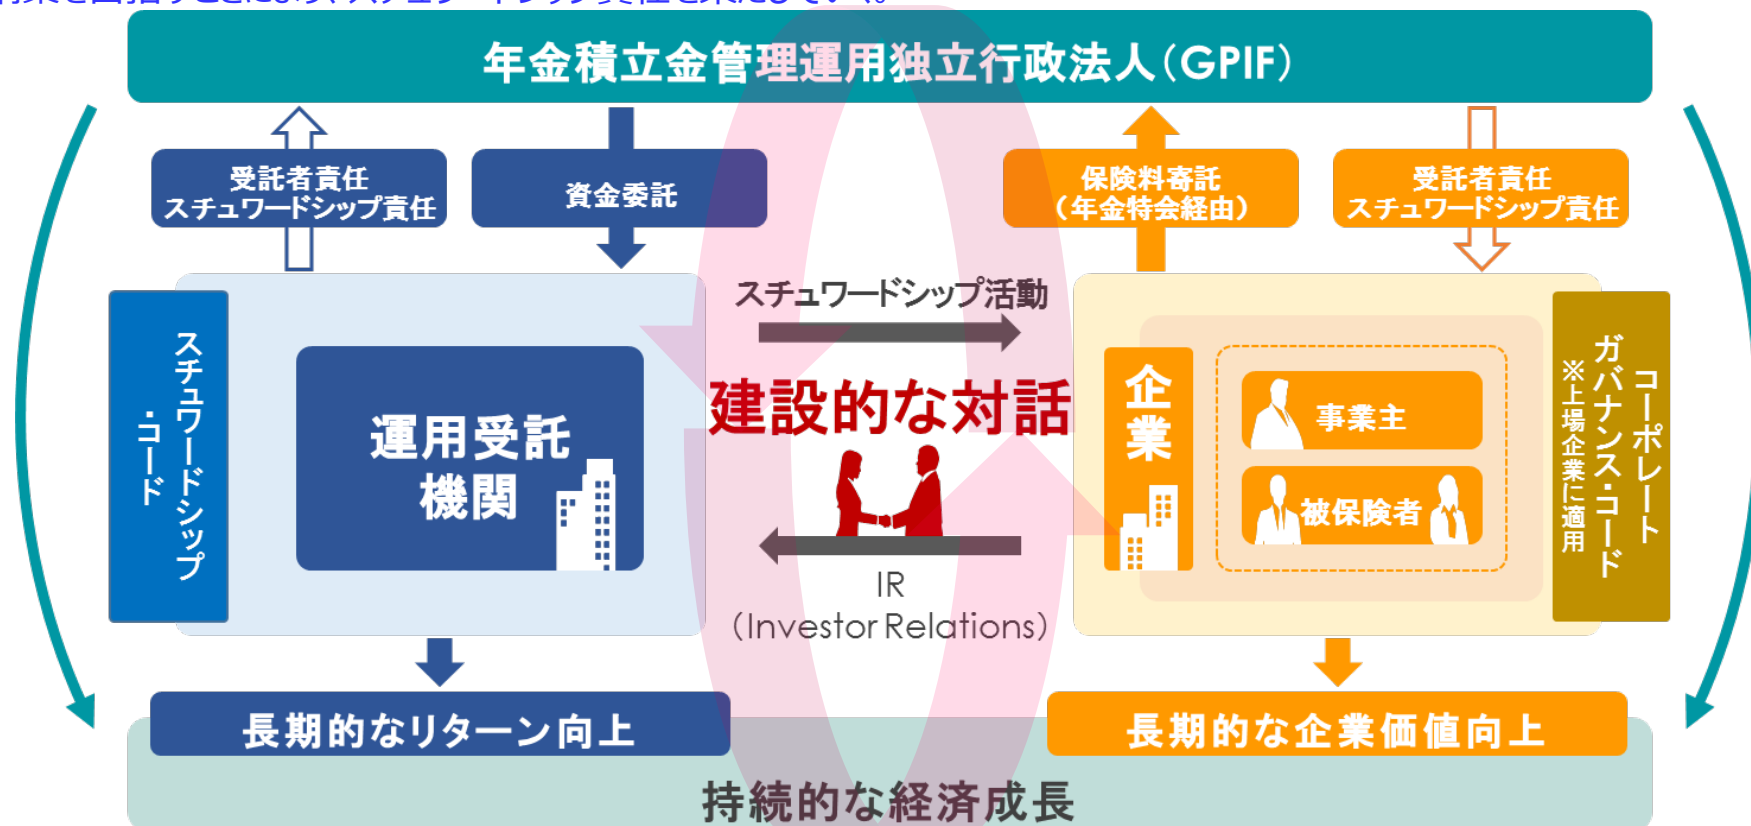 年金積立金管理運用独立行政法人（GPIF）
受託者責任
スチュワードシップ責任
資金委託
保険料寄託
（年金特会経由）
受託者責任
スチュワードシップ責任
スチュワードシップ
・コード
運用受託
機関
スチュワードシップ活動
建設的な対話
IR
（Investor Relations）
企業
事業主
被保険者
コーポレート
ガバナンス・コード
※上場企業に適用
長期的なリターン向上
長期的な企業価値向上
持続的な経済成長